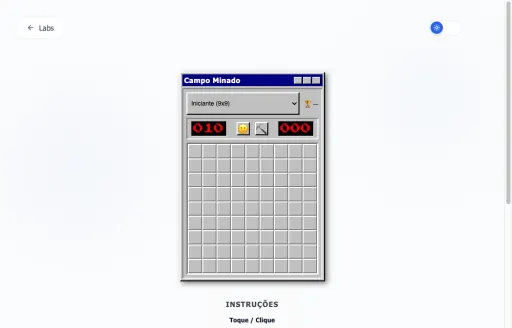 Labs
Campo Minado
Iniciante (9x9)
010
000
INSTRUÇÕES
Toque / Clique